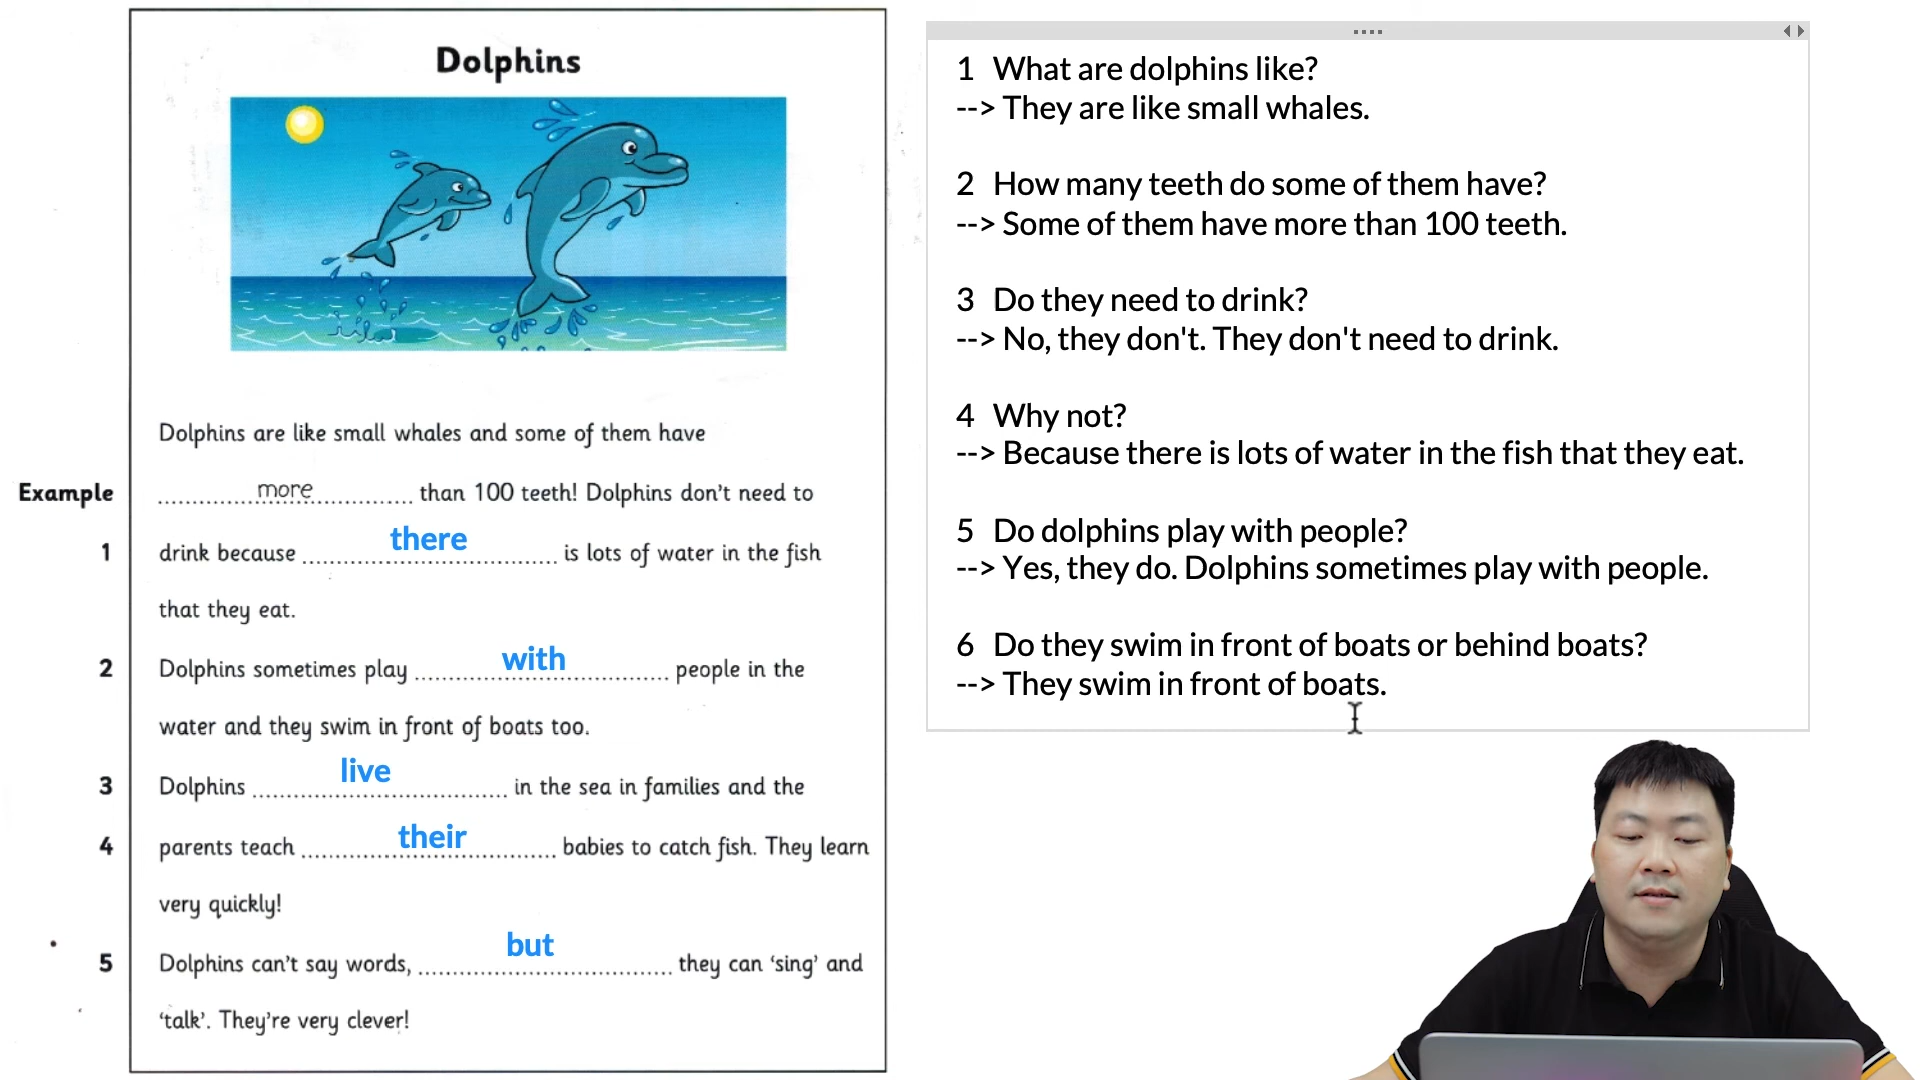 Dolphins
Dolphins are like small whales and some of them have
Example more than 100 teeth! Dolphins don't need to
1 drink because there is lots of water in the fish
that they eat.
2 Dolphins sometimes play with people in the
water and they swim in front of boats too.
3 Dolphins live in the sea in families and the
4 parents teach their babies to catch fish. They learn
very quickly!
5 Dolphins can't say words, but they can 'sing' and
'talk'. They're very clever!
1 What are dolphins like?
--> They are like small whales.
2 How many teeth do some of them have?
--> Some of them have more than 100 teeth.
3 Do they need to drink?
--> No, they don't. They don't need to drink.
4 Why not?
--> Because there is lots of water in the fish that they eat.
5 Do dolphins play with people?
--> Yes, they do. Dolphins sometimes play with people.
6 Do they swim in front of boats or behind boats?
--> They swim in front of boats.